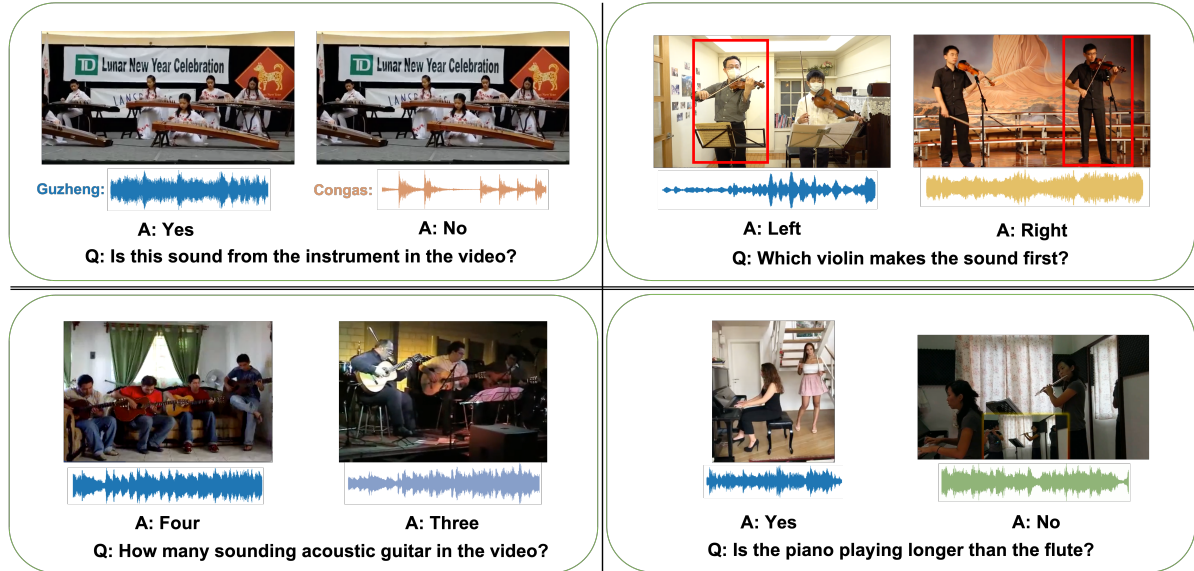 TD Lunar New Year Celebration
TD Lunar New Year Celebration
Guzheng:
Congas:
A: Yes
A: No
Q: Is this sound from the instrument in the video?
A: Left
A: Right
Q: Which violin makes the sound first?
A: Four
A: Three
Q: How many sounding acoustic guitar in the video?
A: Yes
A: No
Q: Is the piano playing longer than the flute?